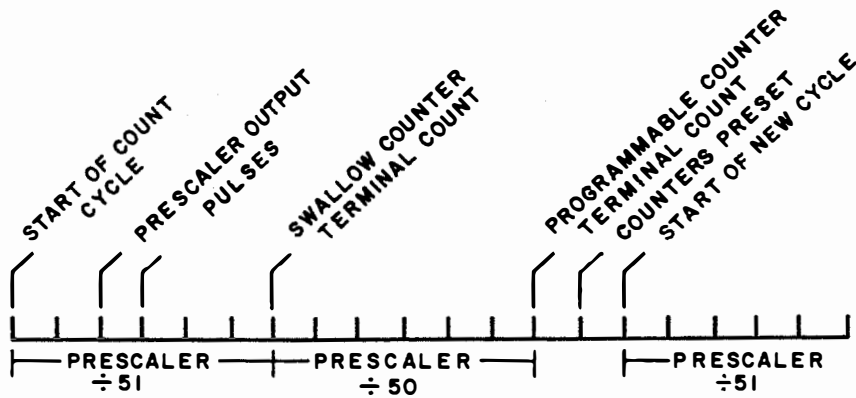 START OF COUNT
CYCLE
PRESCALER OUTPUT
PULSES
SWALLOW COUNTER
TERMINAL COUNT
PROGRAMMABLE COUNTER
TERMINAL COUNT
COUNTERS PRESET
START OF NEW CYCLE
PRESCALER
÷51
PRESCALER
÷50
PRESCALER
÷51